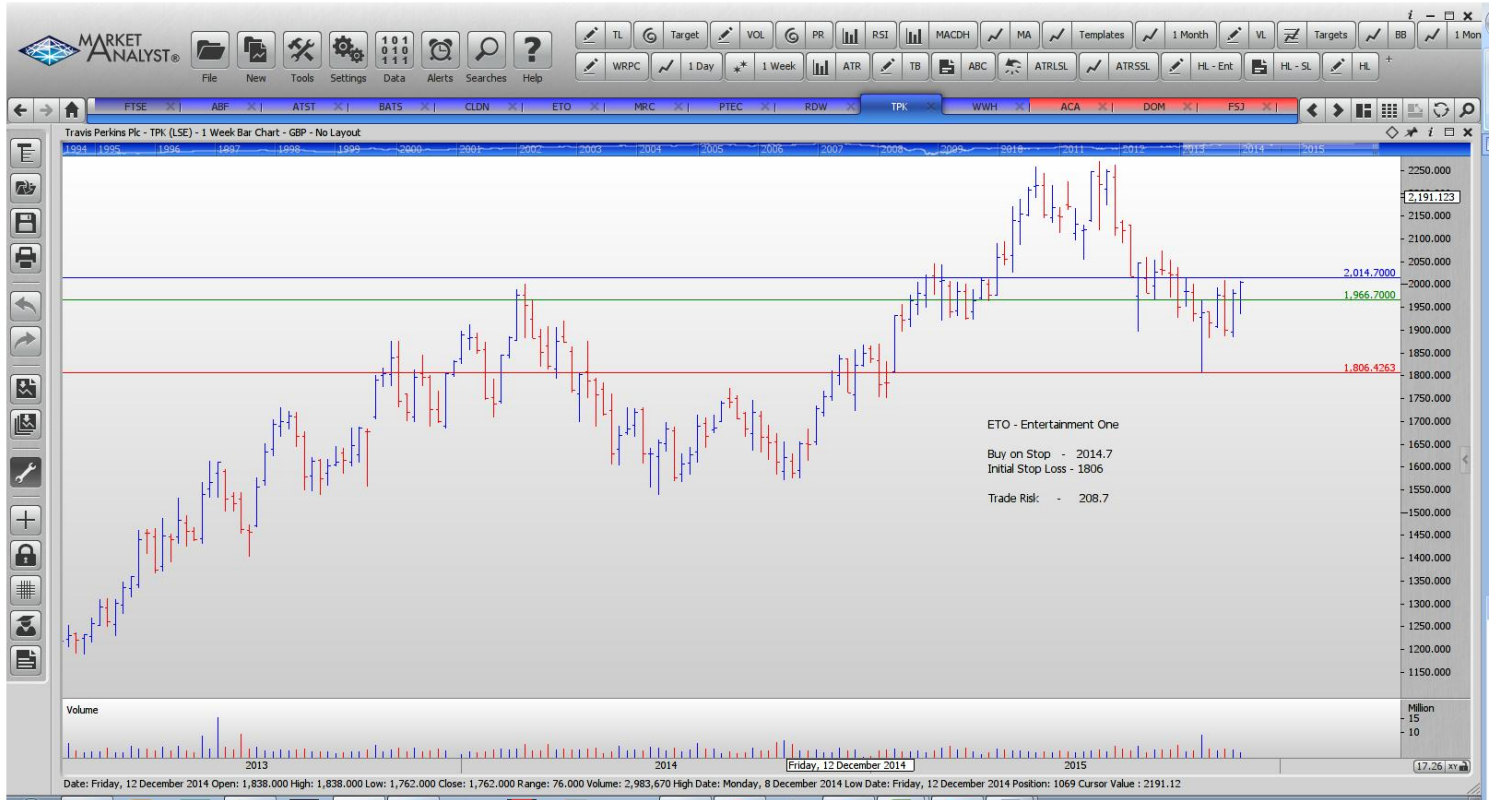 MARKET
ANALYST®
File
New
Tools
Settings
101
010
111
Data
Alerts
Searches
?
Help
TL
Target
VOL
PR
RSI
MACDH
MA
Templates
1 Month
VL
Targets
BB
1 Mon
WRPC
1 Day
1 Week
ATR
TB
ABC
ATRLSL
ATRSSL
HL - Ent
HL - SL
HL
FTSE
ABF
ATST
BATS
CLDN
ETO
MRC
PTEC
RDW
TPK
WWH
ACA
DOM
FSJ
Travis Perkins Plc - TPK (LSE) - 1 Week Bar Chart - GBP - No Layout
1994 1995 1996 1997 1998 1999 2000 2001 2002 2003 2004 2005 2006 2007 2008 2009 2010 2011 2012 2013 2014 2015
2250.000
2,191.123
2150.000
2100.000
2050.000
2000.000
1950.000
1900.000
1850.000
1800.000
1750.000
1700.000
1650.000
1600.000
1550.000
1500.000
1450.000
1400.000
1350.000
1300.000
1250.000
1200.000
1150.000
2,014.7000
1,966.7000
1,806.4263
ETO - Entertainment One
Buy on Stop - 2014.7
Initial Stop Loss - 1806
Trade Risk - 208.7
Volume
Million
15
10
2013
2014
Friday, 12 December 2014
2015
17.26 XY
Date: Friday, 12 December 2014 Open: 1,838.000 High: 1,838.000 Low: 1,762.000 Close: 1,762.000 Range: 76.000 Volume: 2,983,670 High Date: Monday, 8 December 2014 Low Date: Friday, 12 December 2014 Position: 1069 Cursor Value : 2191.12